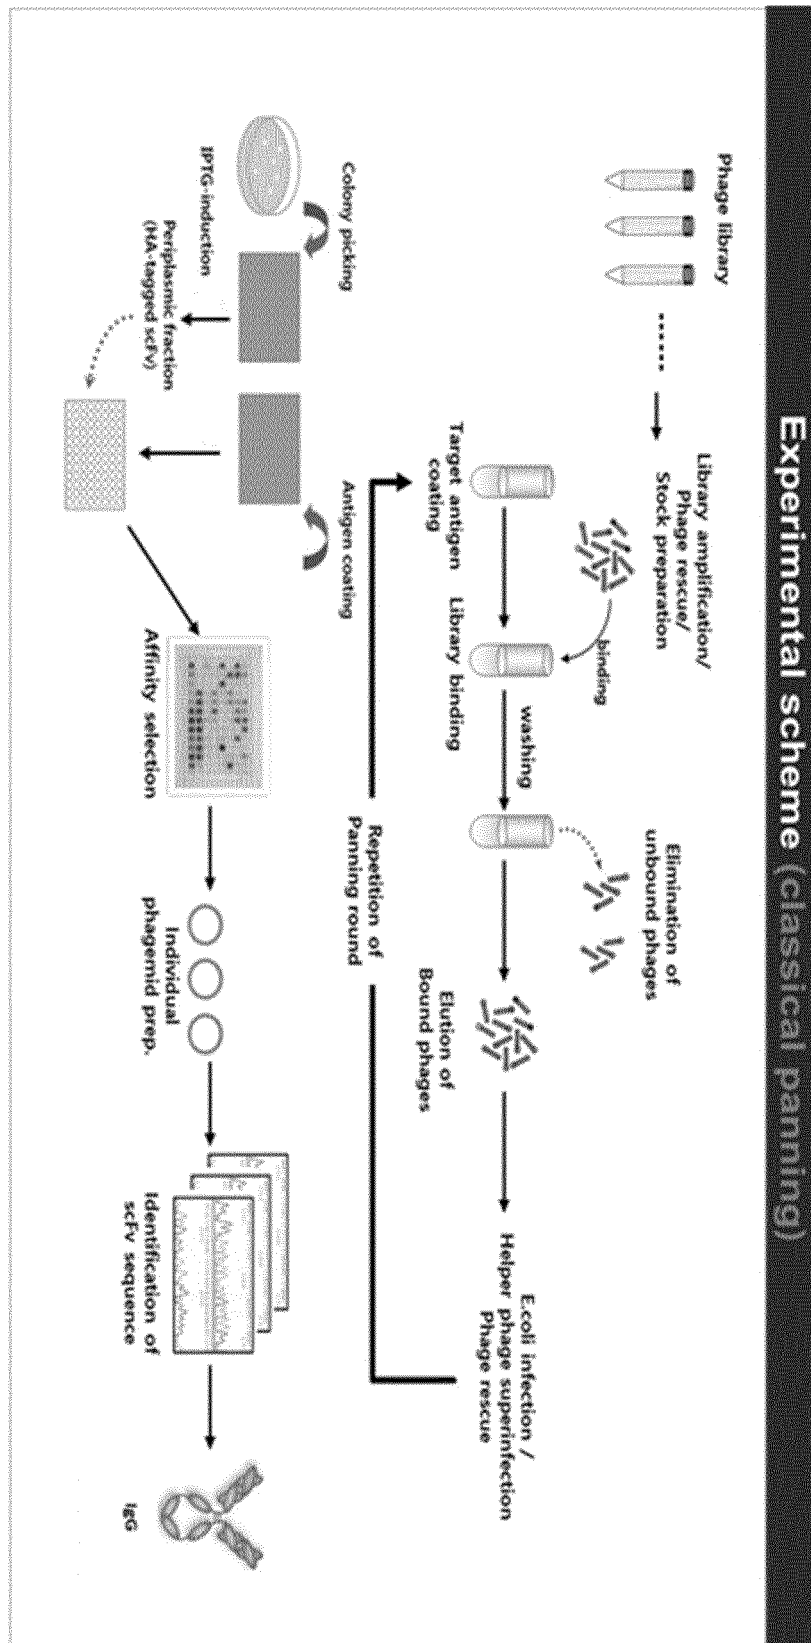 Experimental scheme (classical panning)
Phage library
Library amplification/
Phage rescue/
Stock preparation
binding
Elimination of
unbound phages
Target antigen
coating
Library binding
washing
Elution of
Bound phages
E.coli infection /
Helper phage superinfection
Phage rescue
Repetition of
Panning round
Colony picking
Antigen coating
IPTG-induction
Periplasmic fraction
(HA-tagged scFv)
Affinity selection
Individual
phagemid prep.
Identification of
scFv sequence
IgG